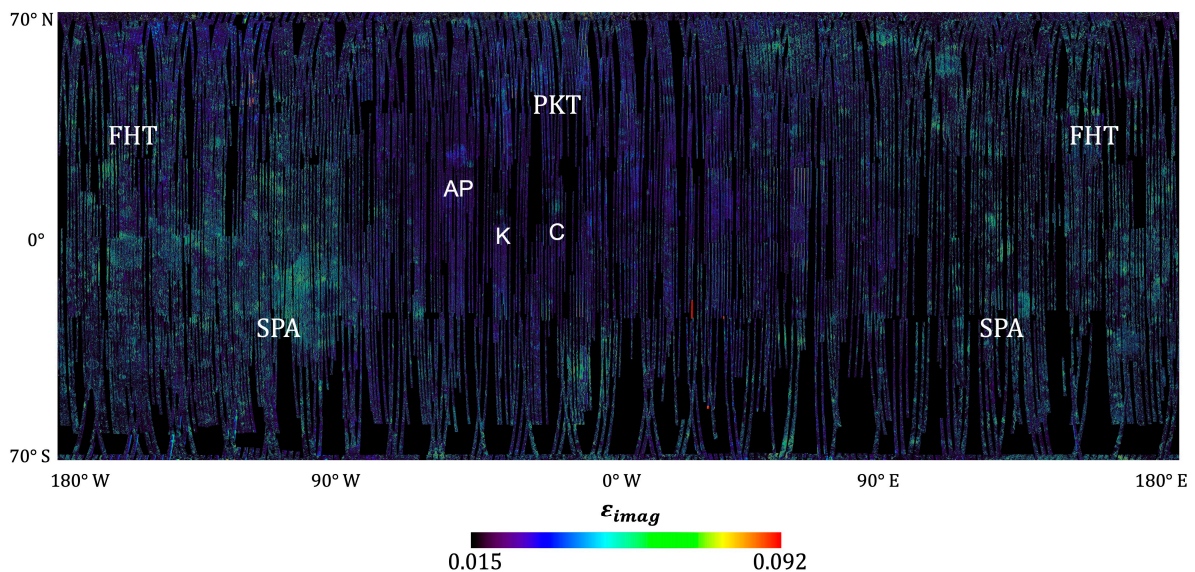 70° N
PKT
FHT
FHT
AP
K
C
0°
SPA
SPA
70° S
180° W
90° W
0° W
90° E
180° E
ε_imag
0.015
0.092